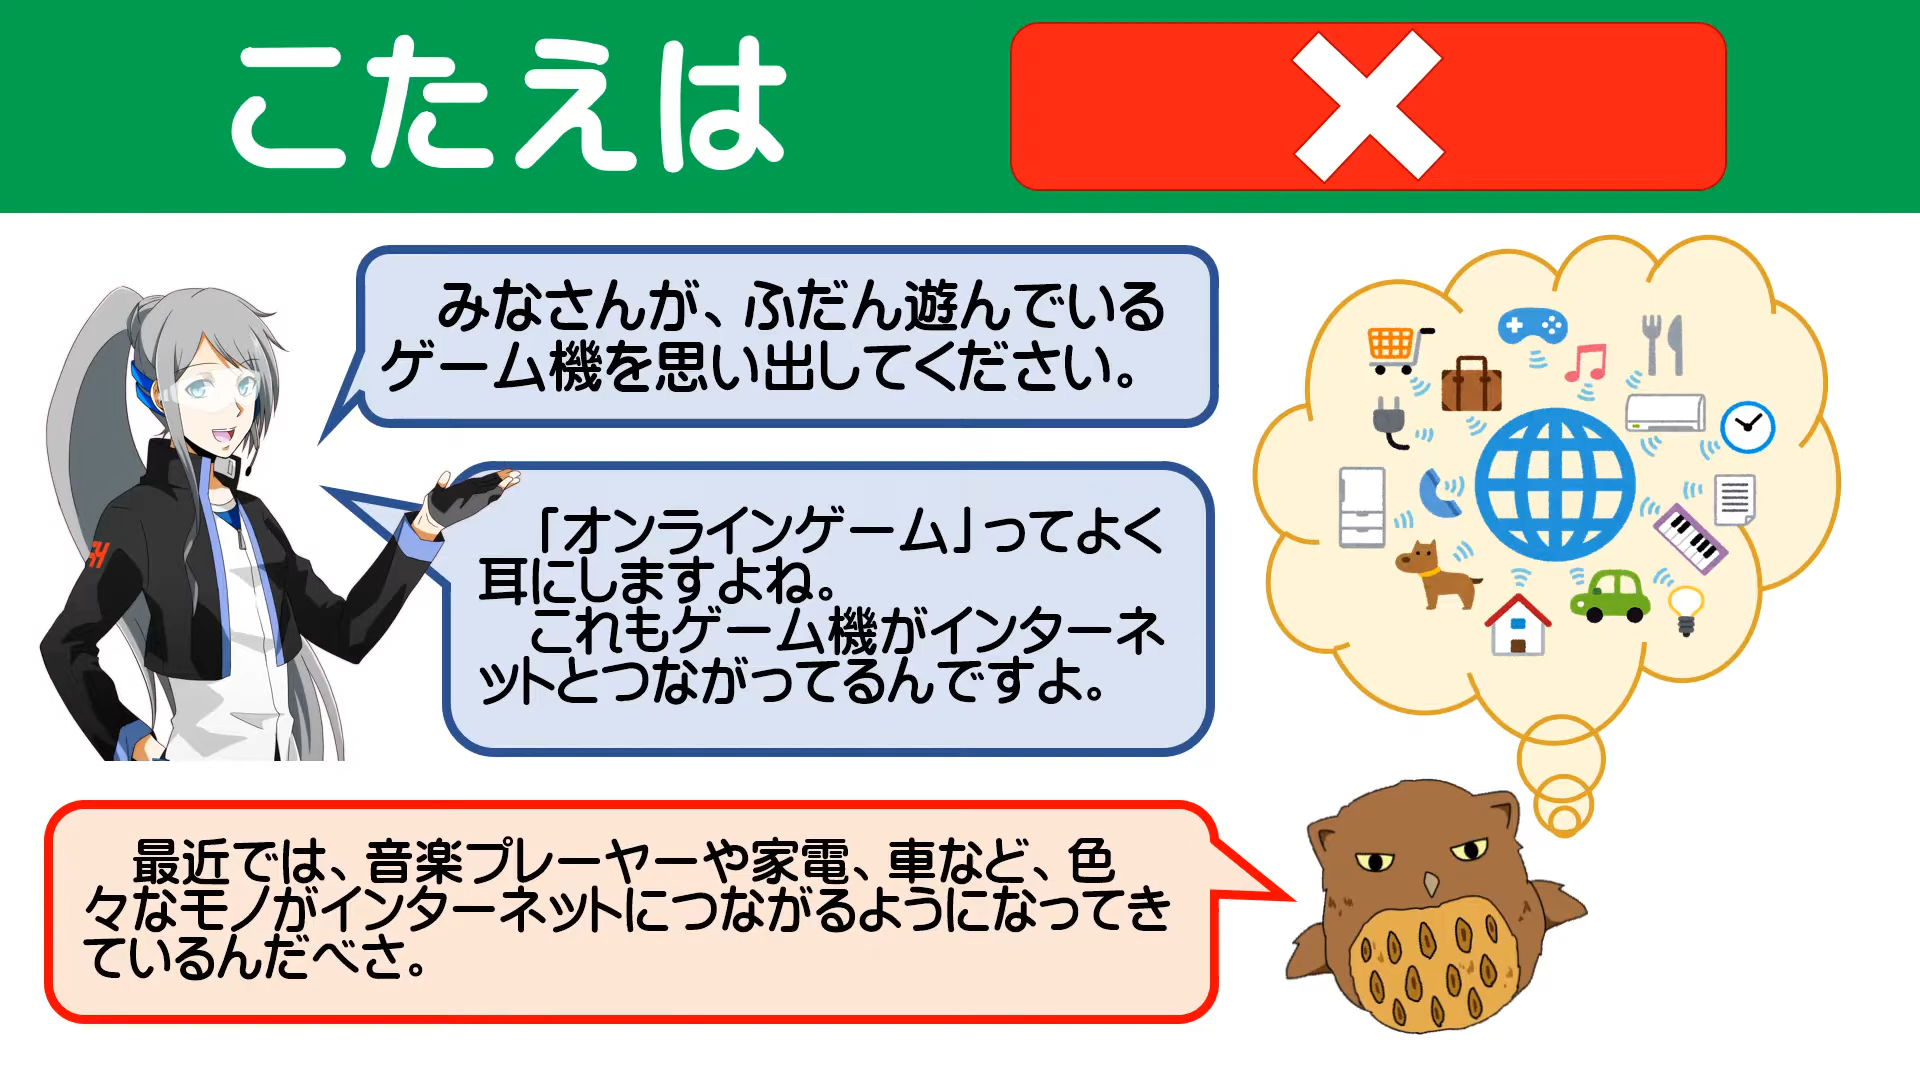 こたえは
みなさんが、ふだん遊んでいる
ゲーム機を思い出してください。
「オンラインゲーム」ってよく
耳にしますよね。
これもゲーム機がインターネ
ットとつながってるんですよ。
最近では、音楽プレーヤーや家電、車など、色
々なモノがインターネットにつながるようになってき
ているんだべさ。